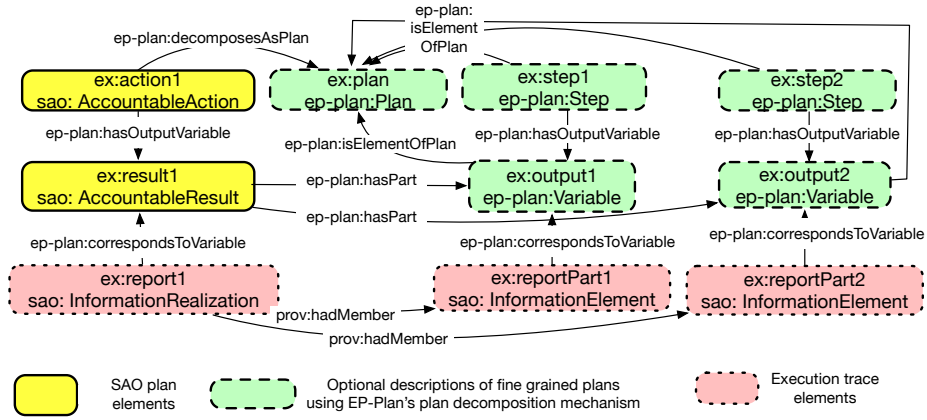 ep-plan:
isElement
OfPlan
ep-plan:decomposesAsPlan
ex:action1
sao: AccountableAction
ex:plan
ep-plan:Plan
ex:step1
ep-plan:Step
ex:step2
ep-plan:Step
ep-plan:hasOutputVariable
ep-plan:isElementOfPlan
ep-plan:hasOutputVariable
ep-plan:hasOutputVariable
ex:result1
sao: AccountableResult
ep-plan:hasPart
ep-plan:hasPart
ex:output1
ep-plan:Variable
ex:output2
ep-plan:Variable
ep-plan:correspondsToVariable
ep-plan:correspondsToVariable
ep-plan:correspondsToVariable
ex:report1
sao: InformationRealization
ex:reportPart1
sao: InformationElement
ex:reportPart2
sao: InformationElement
prov:hadMember
prov:hadMember
SAO plan
elements
Optional descriptions of fine grained plans
using EP-Plan's plan decomposition mechanism
Execution trace
elements